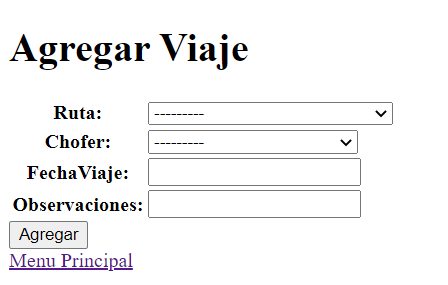 Agregar Viaje
Ruta: ---------
Chofer: ---------
FechaViaje:
Observaciones:
Agregar
Menu Principal